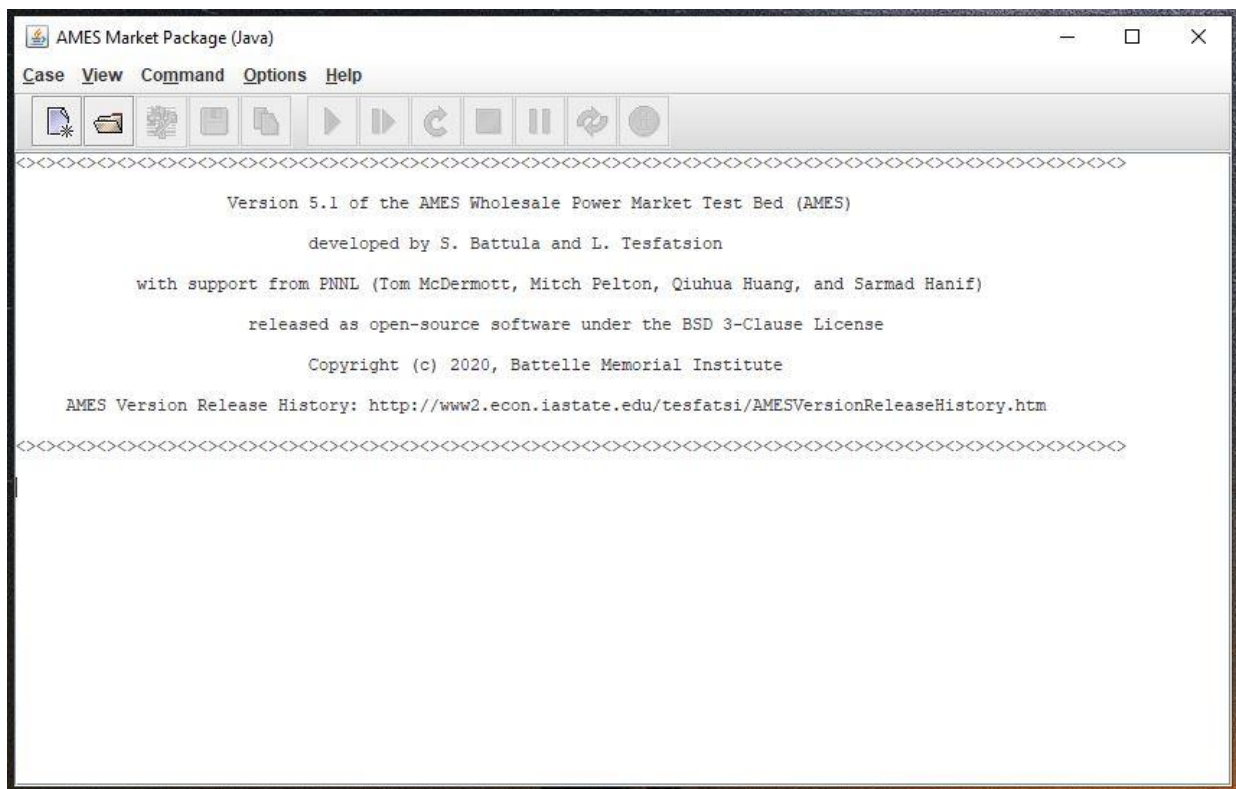 AMES Market Package (Java)
Case View Command Options Help
<><><><><><><><><><><><><><><><><><><><><><><><><><><><><><><><><><><><><><><><><><><><><><><><><><><><><><><>
Version 5.1 of the AMES Wholesale Power Market Test Bed (AMES)
developed by S. Battula and L. Tesfatsion
with support from PNNL (Tom McDermott, Mitch Pelton, Qiuhua Huang, and Sarmad Hanif)
released as open-source software under the BSD 3-Clause License
Copyright (c) 2020, Battelle Memorial Institute
AMES Version Release History: http://www2.econ.iastate.edu/tesfatsi/AMESVersionReleaseHistory.htm
<><><><><><><><><><><><><><><><><><><><><><><><><><><><><><><><><><><><><><><><><><><><><><><><><><><><><><><>